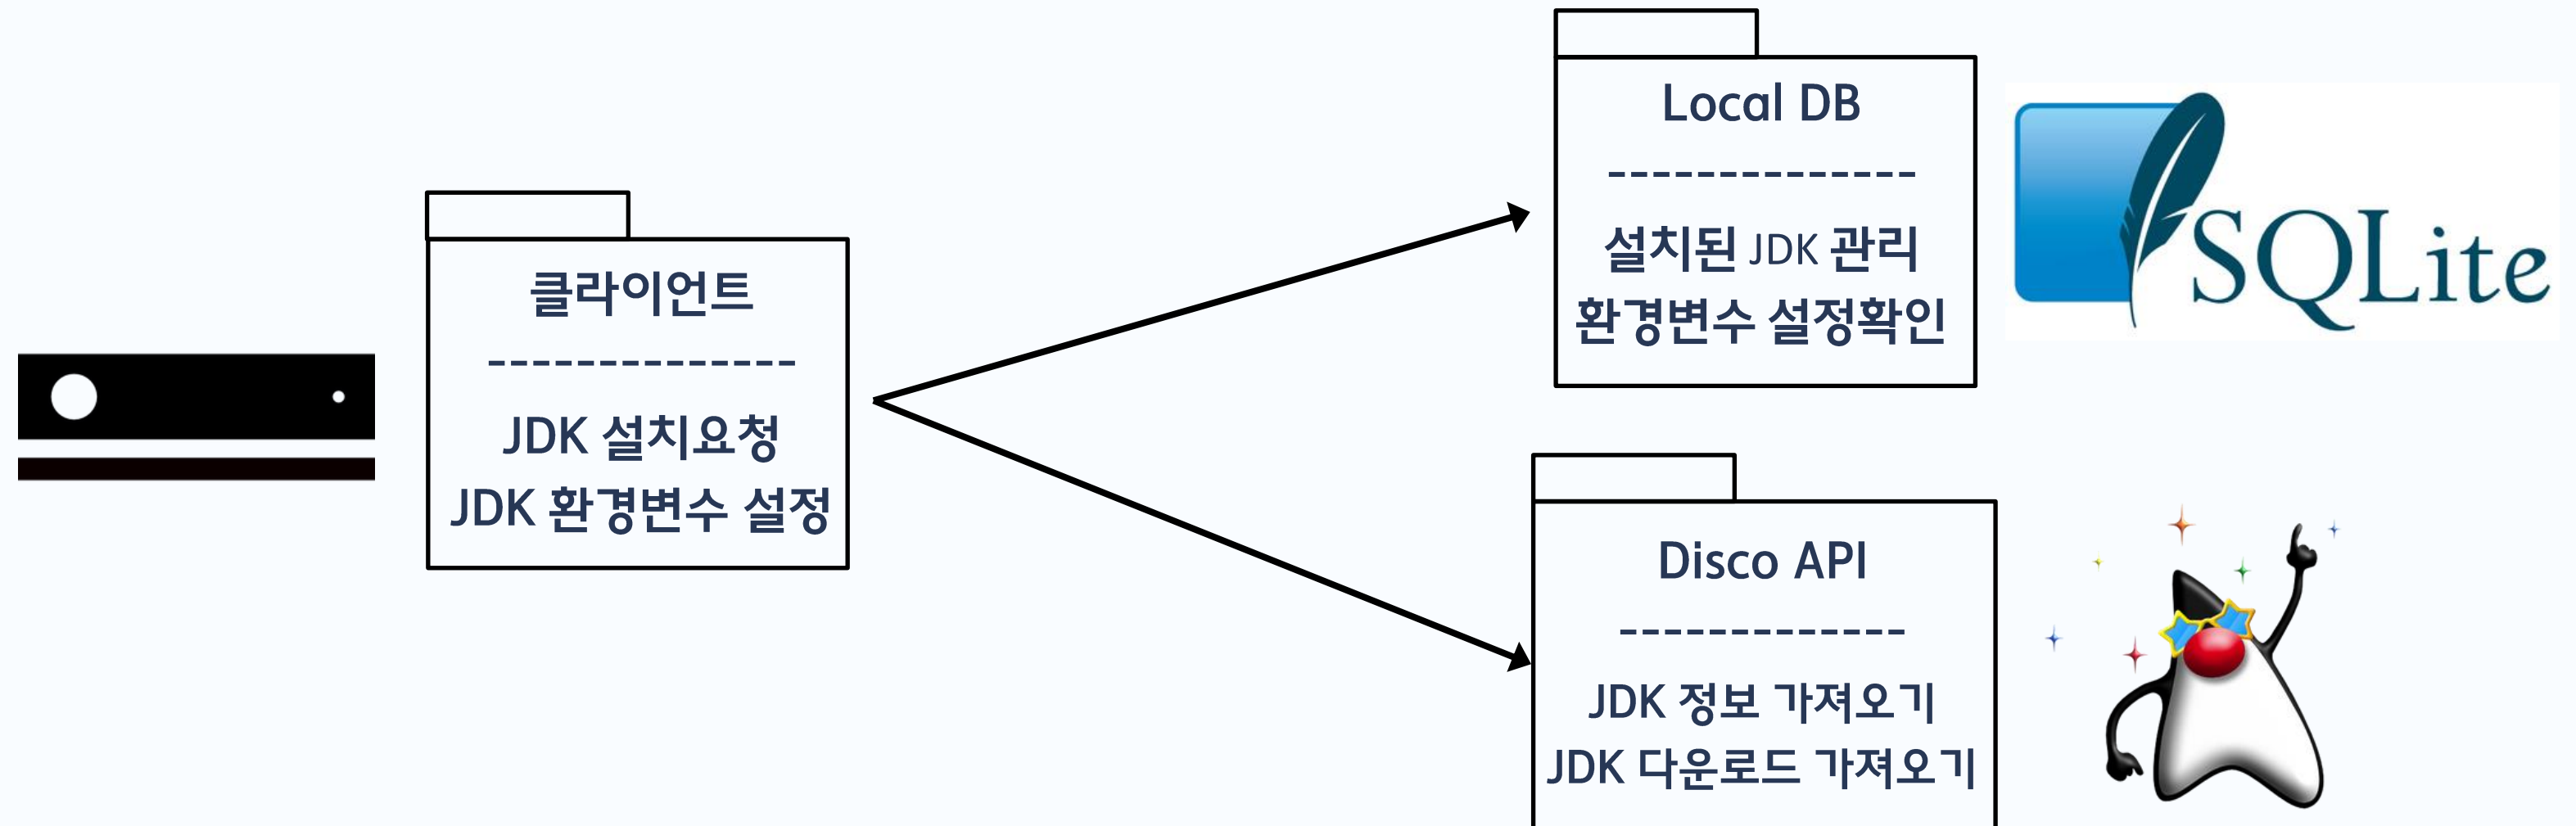 클라이언트
--------------
JDK 설치요청
JDK 환경변수 설정
Local DB
--------------
설치된 JDK 관리
환경변수 설정확인
SQLite
Disco API
-------------
JDK 정보 가져오기
JDK 다운로드 가져오기